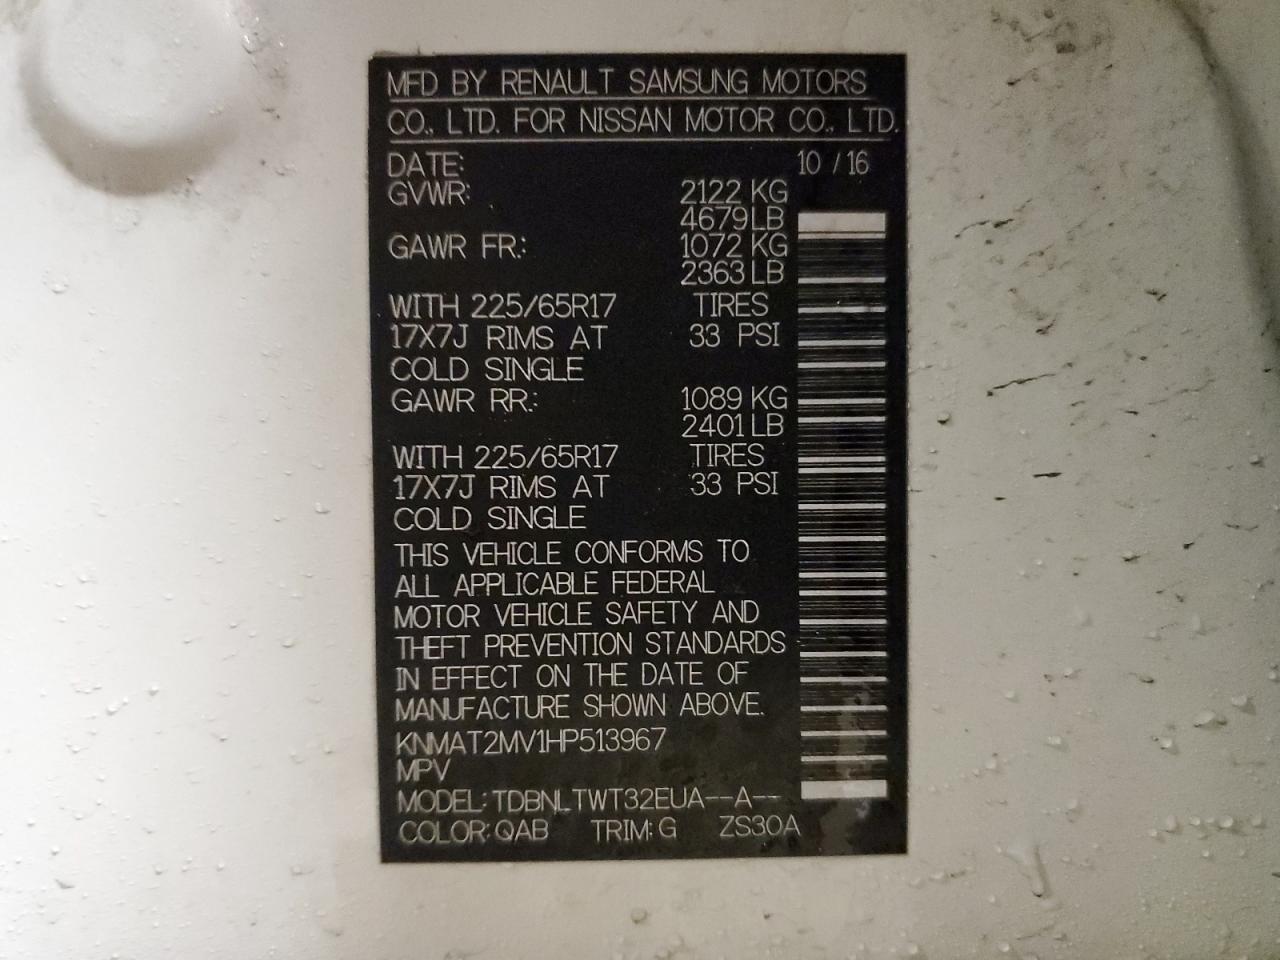 MFD BY RENAULT SAMSUNG MOTORS
CO., LTD. FOR NISSAN MOTOR CO., LTD.
DATE: 10 / 16
GVWR: 2122 KG
4679 LB
GAWR FR.: 1072 KG
2363 LB
WITH 225/65R17 TIRES
17X7J RIMS AT 33 PSI
COLD SINGLE
GAWR RR.: 1089 KG
2401 LB
WITH 225/65R17 TIRES
17X7J RIMS AT 33 PSI
COLD SINGLE
THIS VEHICLE CONFORMS TO
ALL APPLICABLE FEDERAL
MOTOR VEHICLE SAFETY AND
THEFT PREVENTION STANDARDS
IN EFFECT ON THE DATE OF
MANUFACTURE SHOWN ABOVE.
KNMAT2MV1HP513967
MPV
MODEL: TDBNLTWT32EUA--A--
COLOR: QAB TRIM: G ZS30A